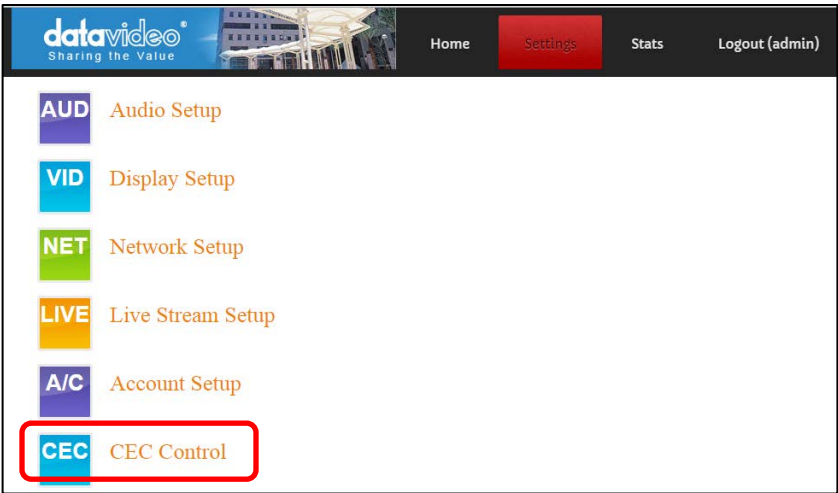 datavideo®
Sharing the Value
Home Settings Stats Logout (admin)
AUD Audio Setup
VID Display Setup
NET Network Setup
LIVE Live Stream Setup
A/C Account Setup
CEC CEC Control